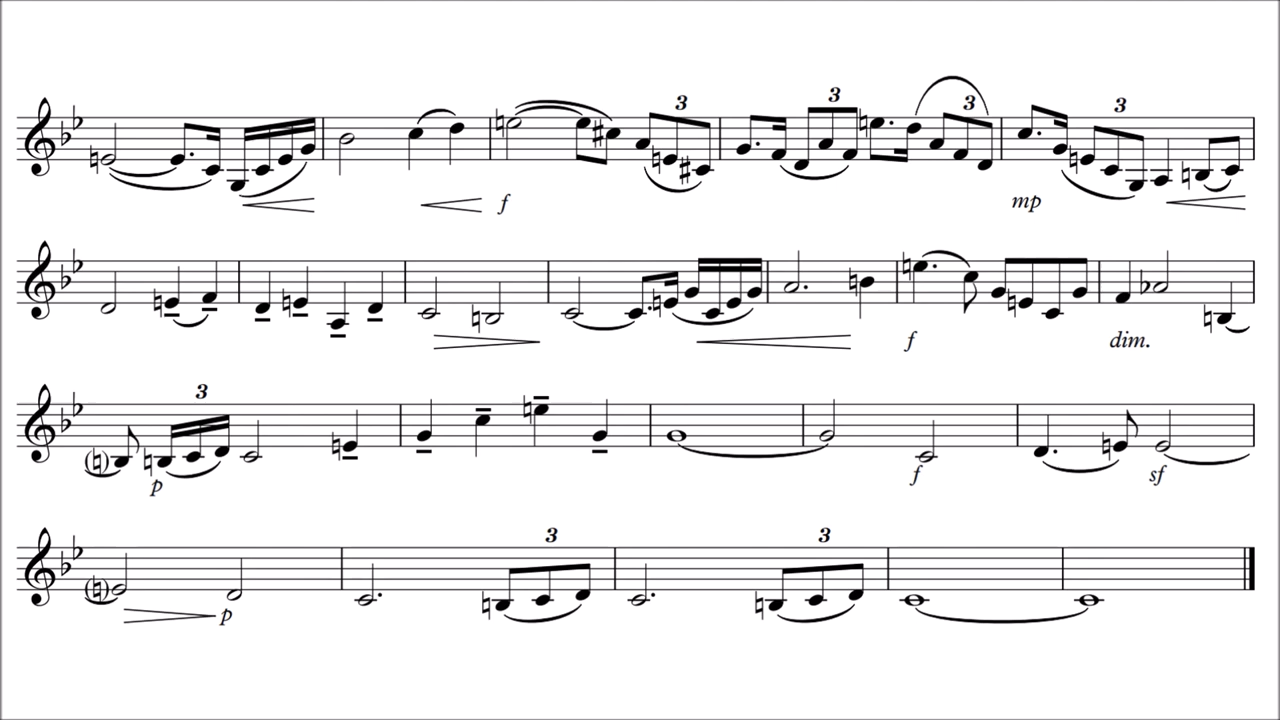 3
3 3 3
f mp
f dim.
3
p f sf
3 3
p